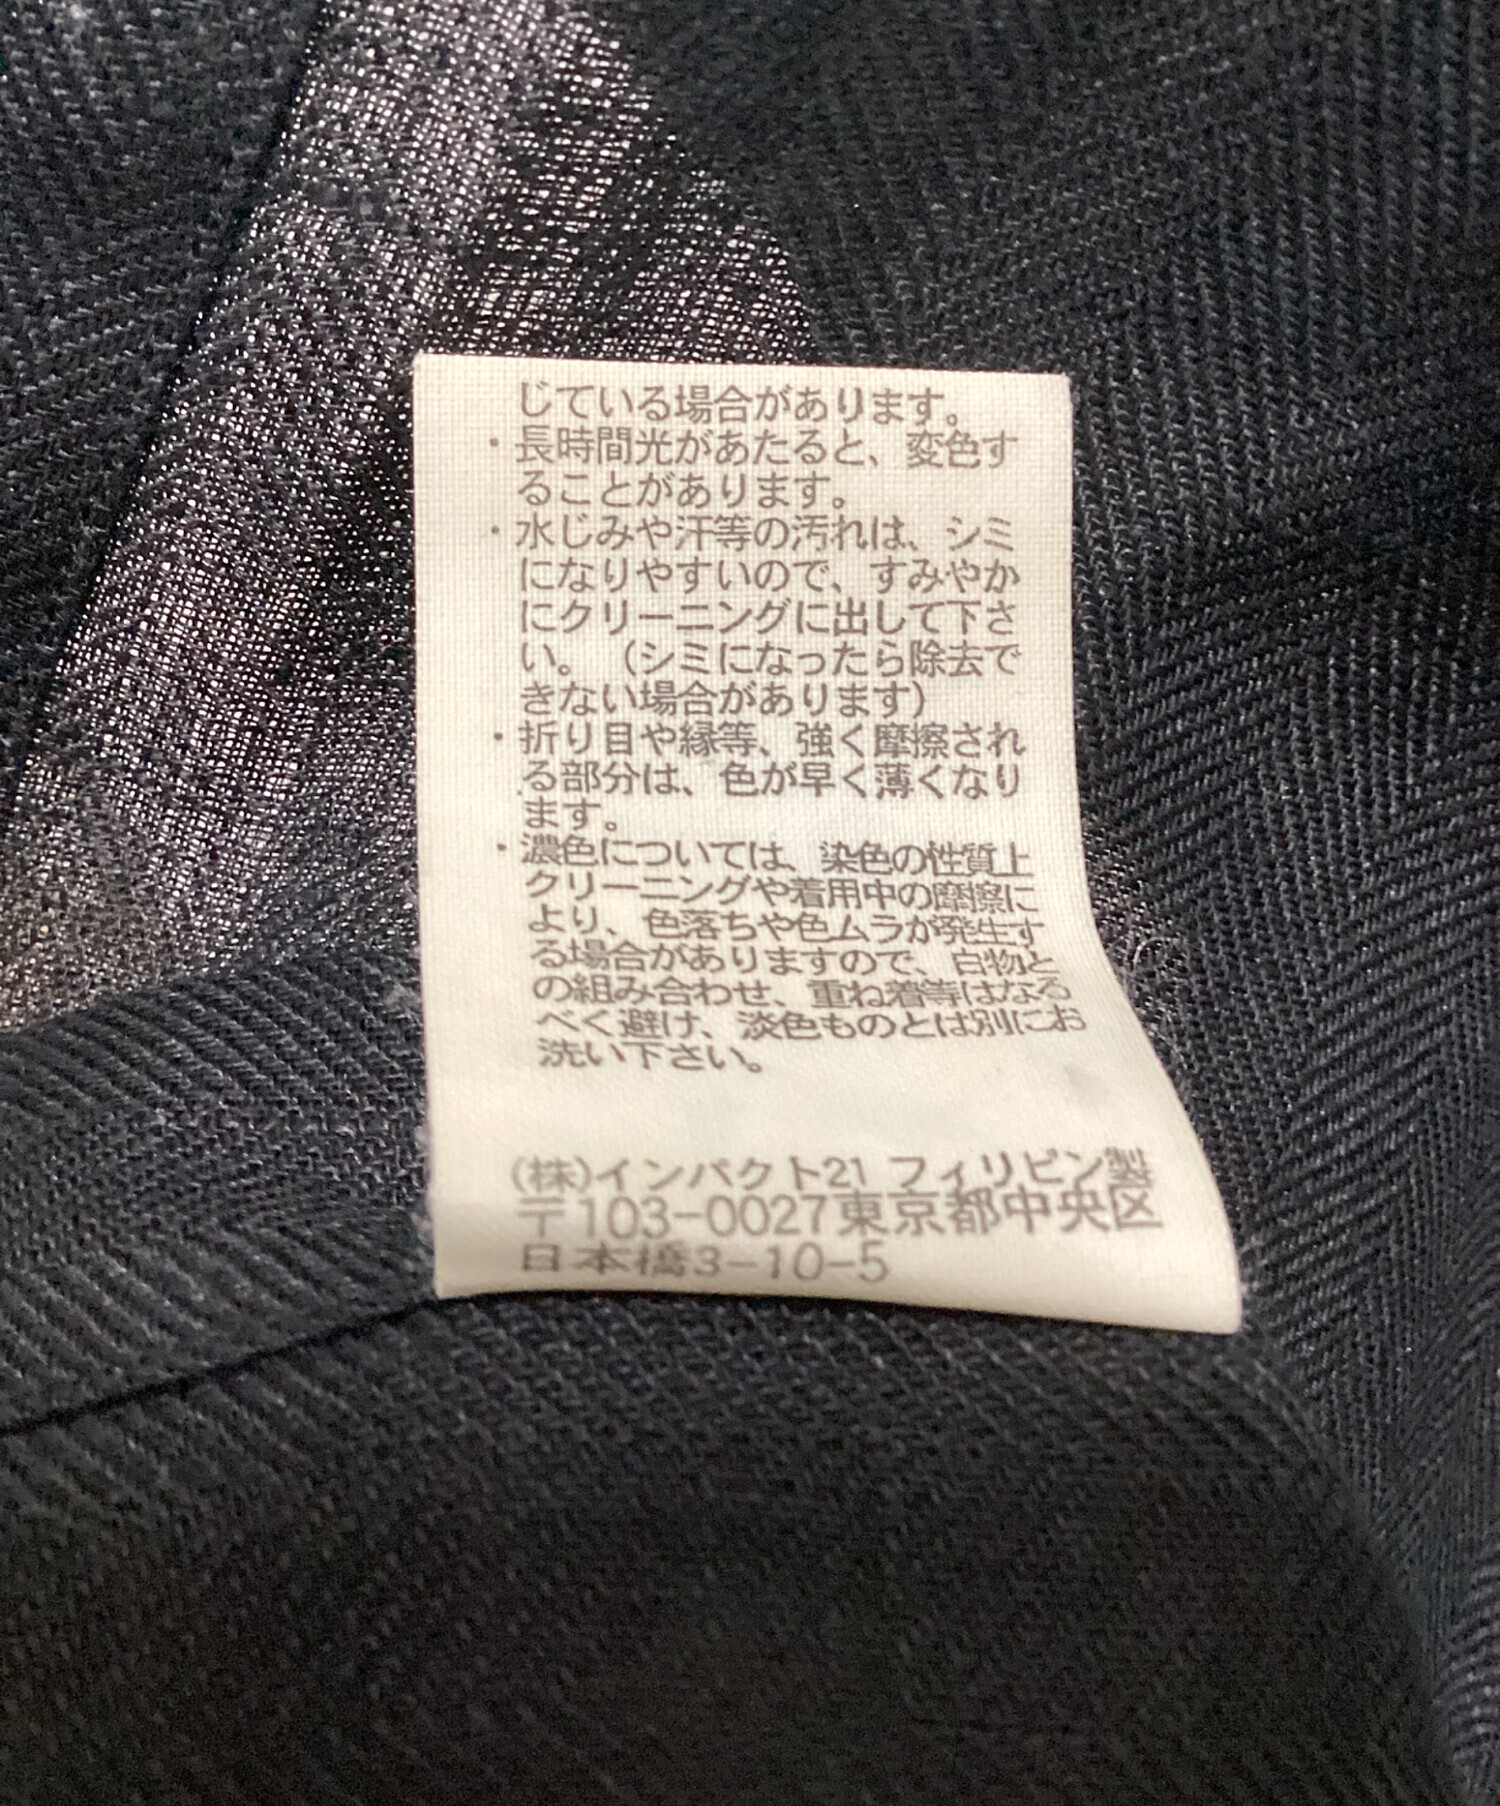 じている場合があります。
・長時間光があたると、変色す
ることがあります。
・水じみや汗等の汚れは、シミ
になりやすいので、すみやか
にクリーニングに出して下さ
い。（シミになったら除去で
きない場合があります）
・折り目や縁等、強く摩擦され
る部分は、色が早く薄くなり
ます。
・濃色については、染色の性質上
クリーニングや着用中の摩擦に
より、色落ちや色ムラが発生す
る場合がありますので、白物と
の組み合わせ、重ね着等はなる
べく避け、淡色ものとは別にお
洗い下さい。
(株)インパクト21 フィリピン製
〒103-0027東京都中央区
日本橋3-10-5